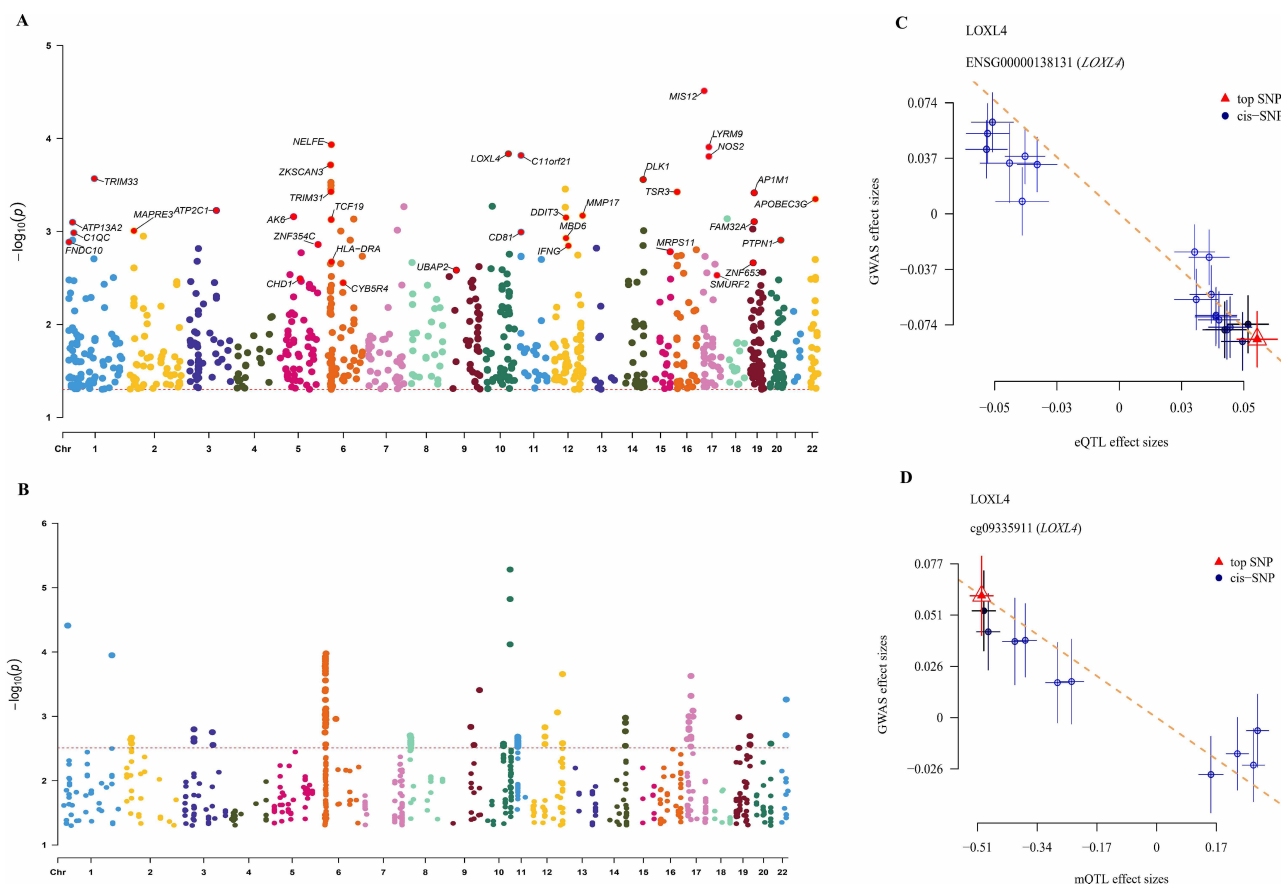 A
5
4
3
2
1
−log10(p)
MIS12
NELFE
LYRM9
NOS2
LOXL4
C11orf21
ZKSCAN3
DLK1
TRIM33
TRIM31
TSR3
AP1M1
APOBEC3G
ATP13A2
MAPRE3
ATP2C1
AK6
TCF19
DDIT3
MMP17
MBD6
FAM32A
C1QC
FNDC10
ZNF354C
HLA−DRA
CD81
IFNG
MRPS11
PTPN1
UBAP2
ZNF653
SMURF2
CHD1
CYB5R4
Chr 1 2 3 4 5 6 7 8 9 10 11 12 13 14 15 16 17 18 19 20 22
B
6
5
4
3
2
1
−log10(p)
Chr 1 2 3 4 5 6 7 8 9 10 11 12 13 14 15 16 17 18 19 20 22
C
LOXL4
ENSG00000138131 (LOXL4)
top SNP
cis−SNP
0.074
0.037
0
−0.037
−0.074
GWAS effect sizes
−0.05 −0.03 0 0.03 0.05
eQTL effect sizes
D
LOXL4
cg09335911 (LOXL4)
top SNP
cis−SNP
0.077
0.051
0.026
0
−0.026
GWAS effect sizes
−0.51 −0.34 −0.17 0 0.17
mQTL effect sizes